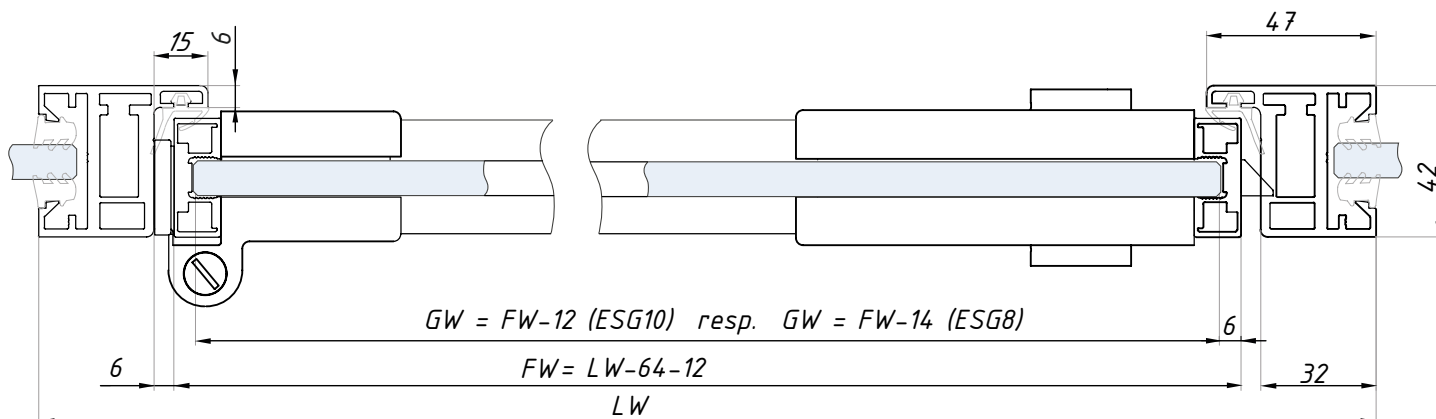 15
6
47
42
GW = FW-12 (ESG10) resp. GW = FW-14 (ESG8)
6
6
FW= LW-64-12
32
LW